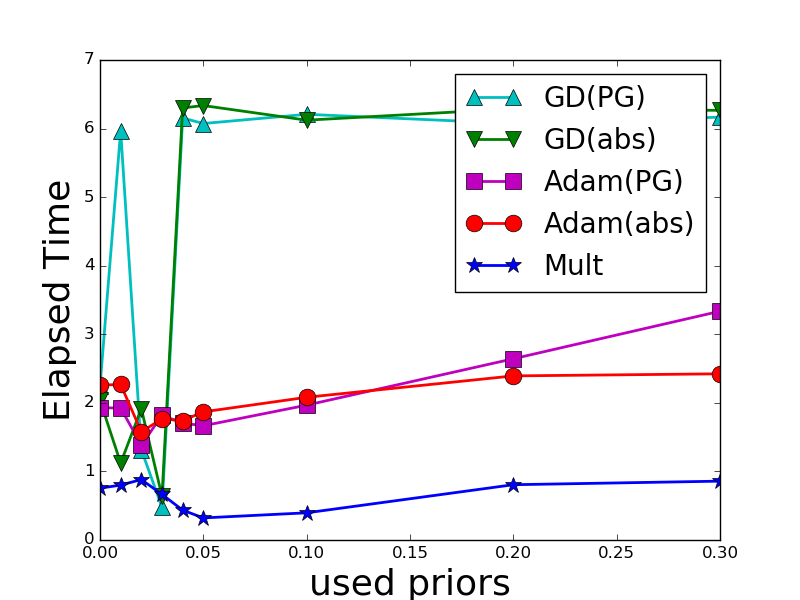 7
6
5
4
3
2
1
0
Elapsed Time
GD(PG)
GD(abs)
Adam(PG)
Adam(abs)
Mult
0.00 0.05 0.10 0.15 0.20 0.25 0.30
used priors